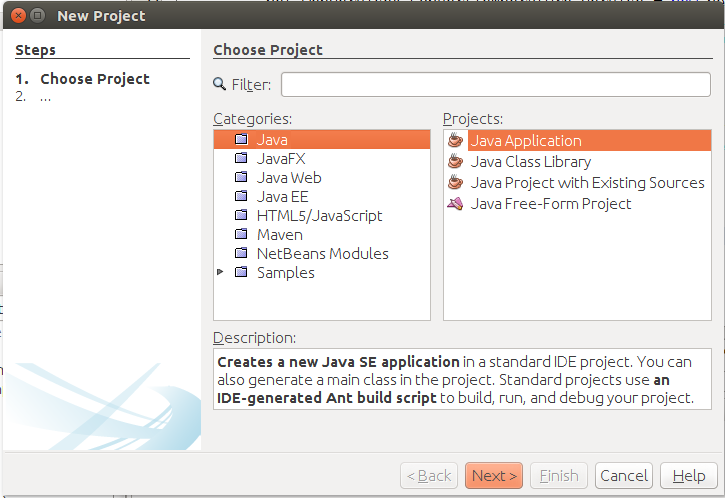 New Project
Steps
1. Choose Project
2. ...
Choose Project
Filter:
Categories:
Java
JavaFX
Java Web
Java EE
HTML5/JavaScript
Maven
NetBeans Modules
Samples
Projects:
Java Application
Java Class Library
Java Project with Existing Sources
Java Free-Form Project
Description:
Creates a new Java SE application in a standard IDE project. You can
also generate a main class in the project. Standard projects use an
IDE-generated Ant build script to build, run, and debug your project.
< Back
Next >
Finish
Cancel
Help